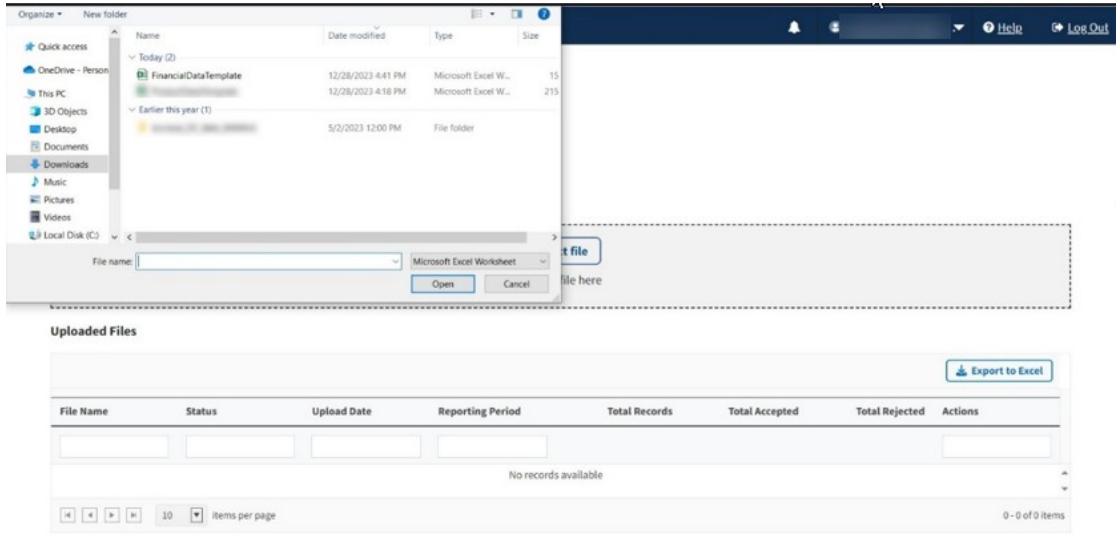 Organize New folder
Help Log Out
Name Date modified Type Size
Quick access
Today (2)
OneDrive - Person
FinancialDataTemplate 12/28/2023 4:41 PM Microsoft Excel W... 15
This PC
12/28/2023 4:18 PM Microsoft Excel W... 215
3D Objects
Earlier this year (1)
Desktop
5/2/2023 12:00 PM File folder
Documents
Downloads
Music
Pictures
Videos
Local Disk (C:)
t file
File name: Microsoft Excel Worksheet
Open Cancel
file here
Uploaded Files
Export to Excel
File Name Status Upload Date Reporting Period Total Records Total Accepted Total Rejected Actions
No records available
10 items per page 0 - 0 of 0 items